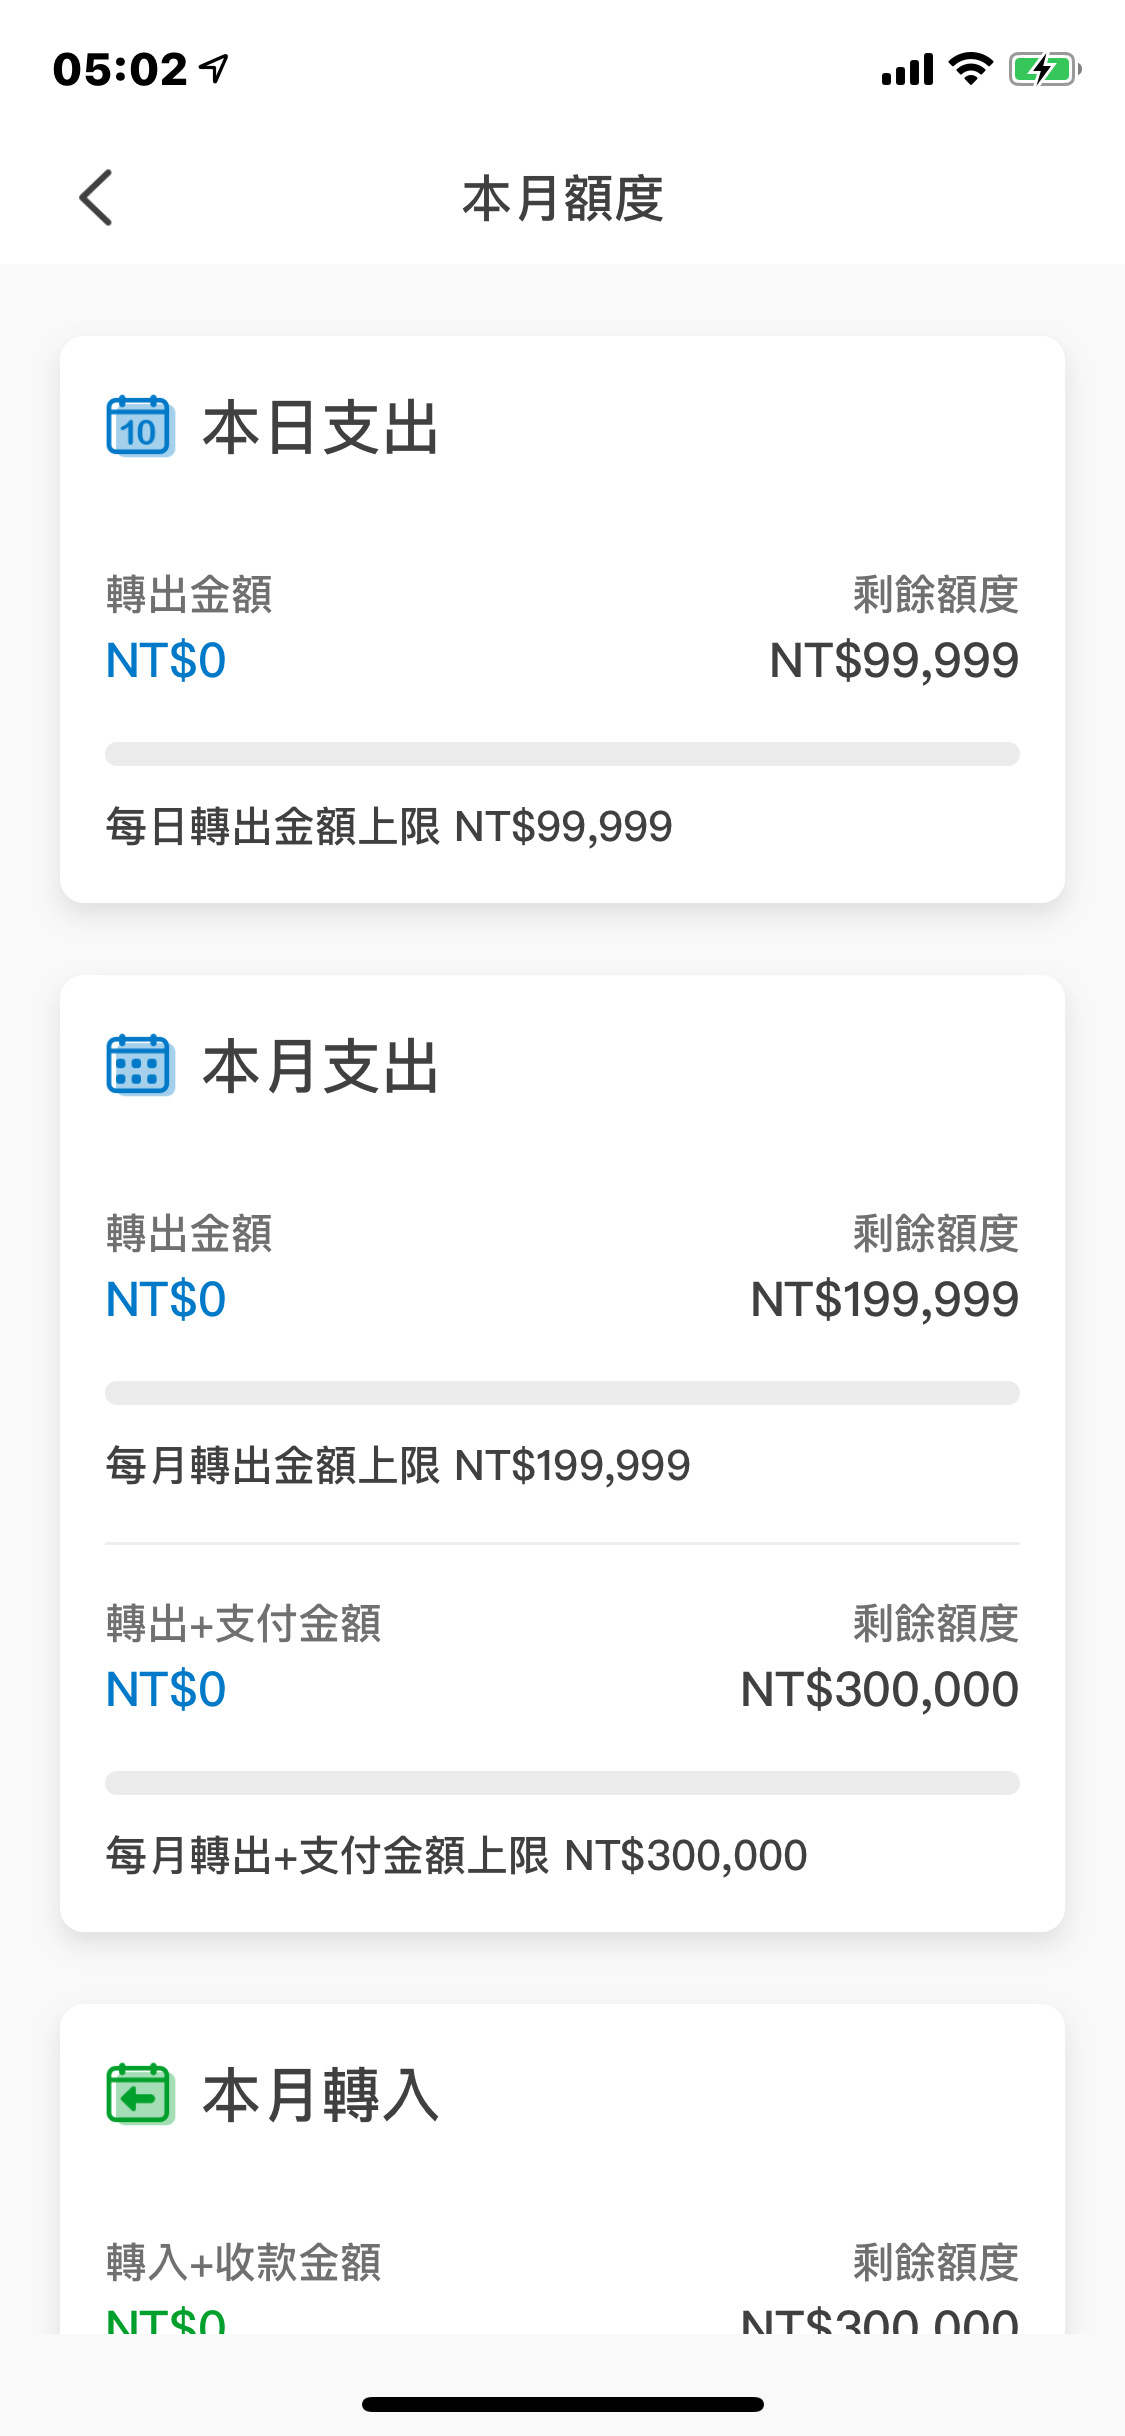 05:02
本月額度
10 本日支出
轉出金額 剩餘額度
NT$0 NT$99,999
每日轉出金額上限 NT$99,999
本月支出
轉出金額 剩餘額度
NT$0 NT$199,999
每月轉出金額上限 NT$199,999
轉出+支付金額 剩餘額度
NT$0 NT$300,000
每月轉出+支付金額上限 NT$300,000
本月轉入
轉入+收款金額 剩餘額度
NT$0 NT$300,000